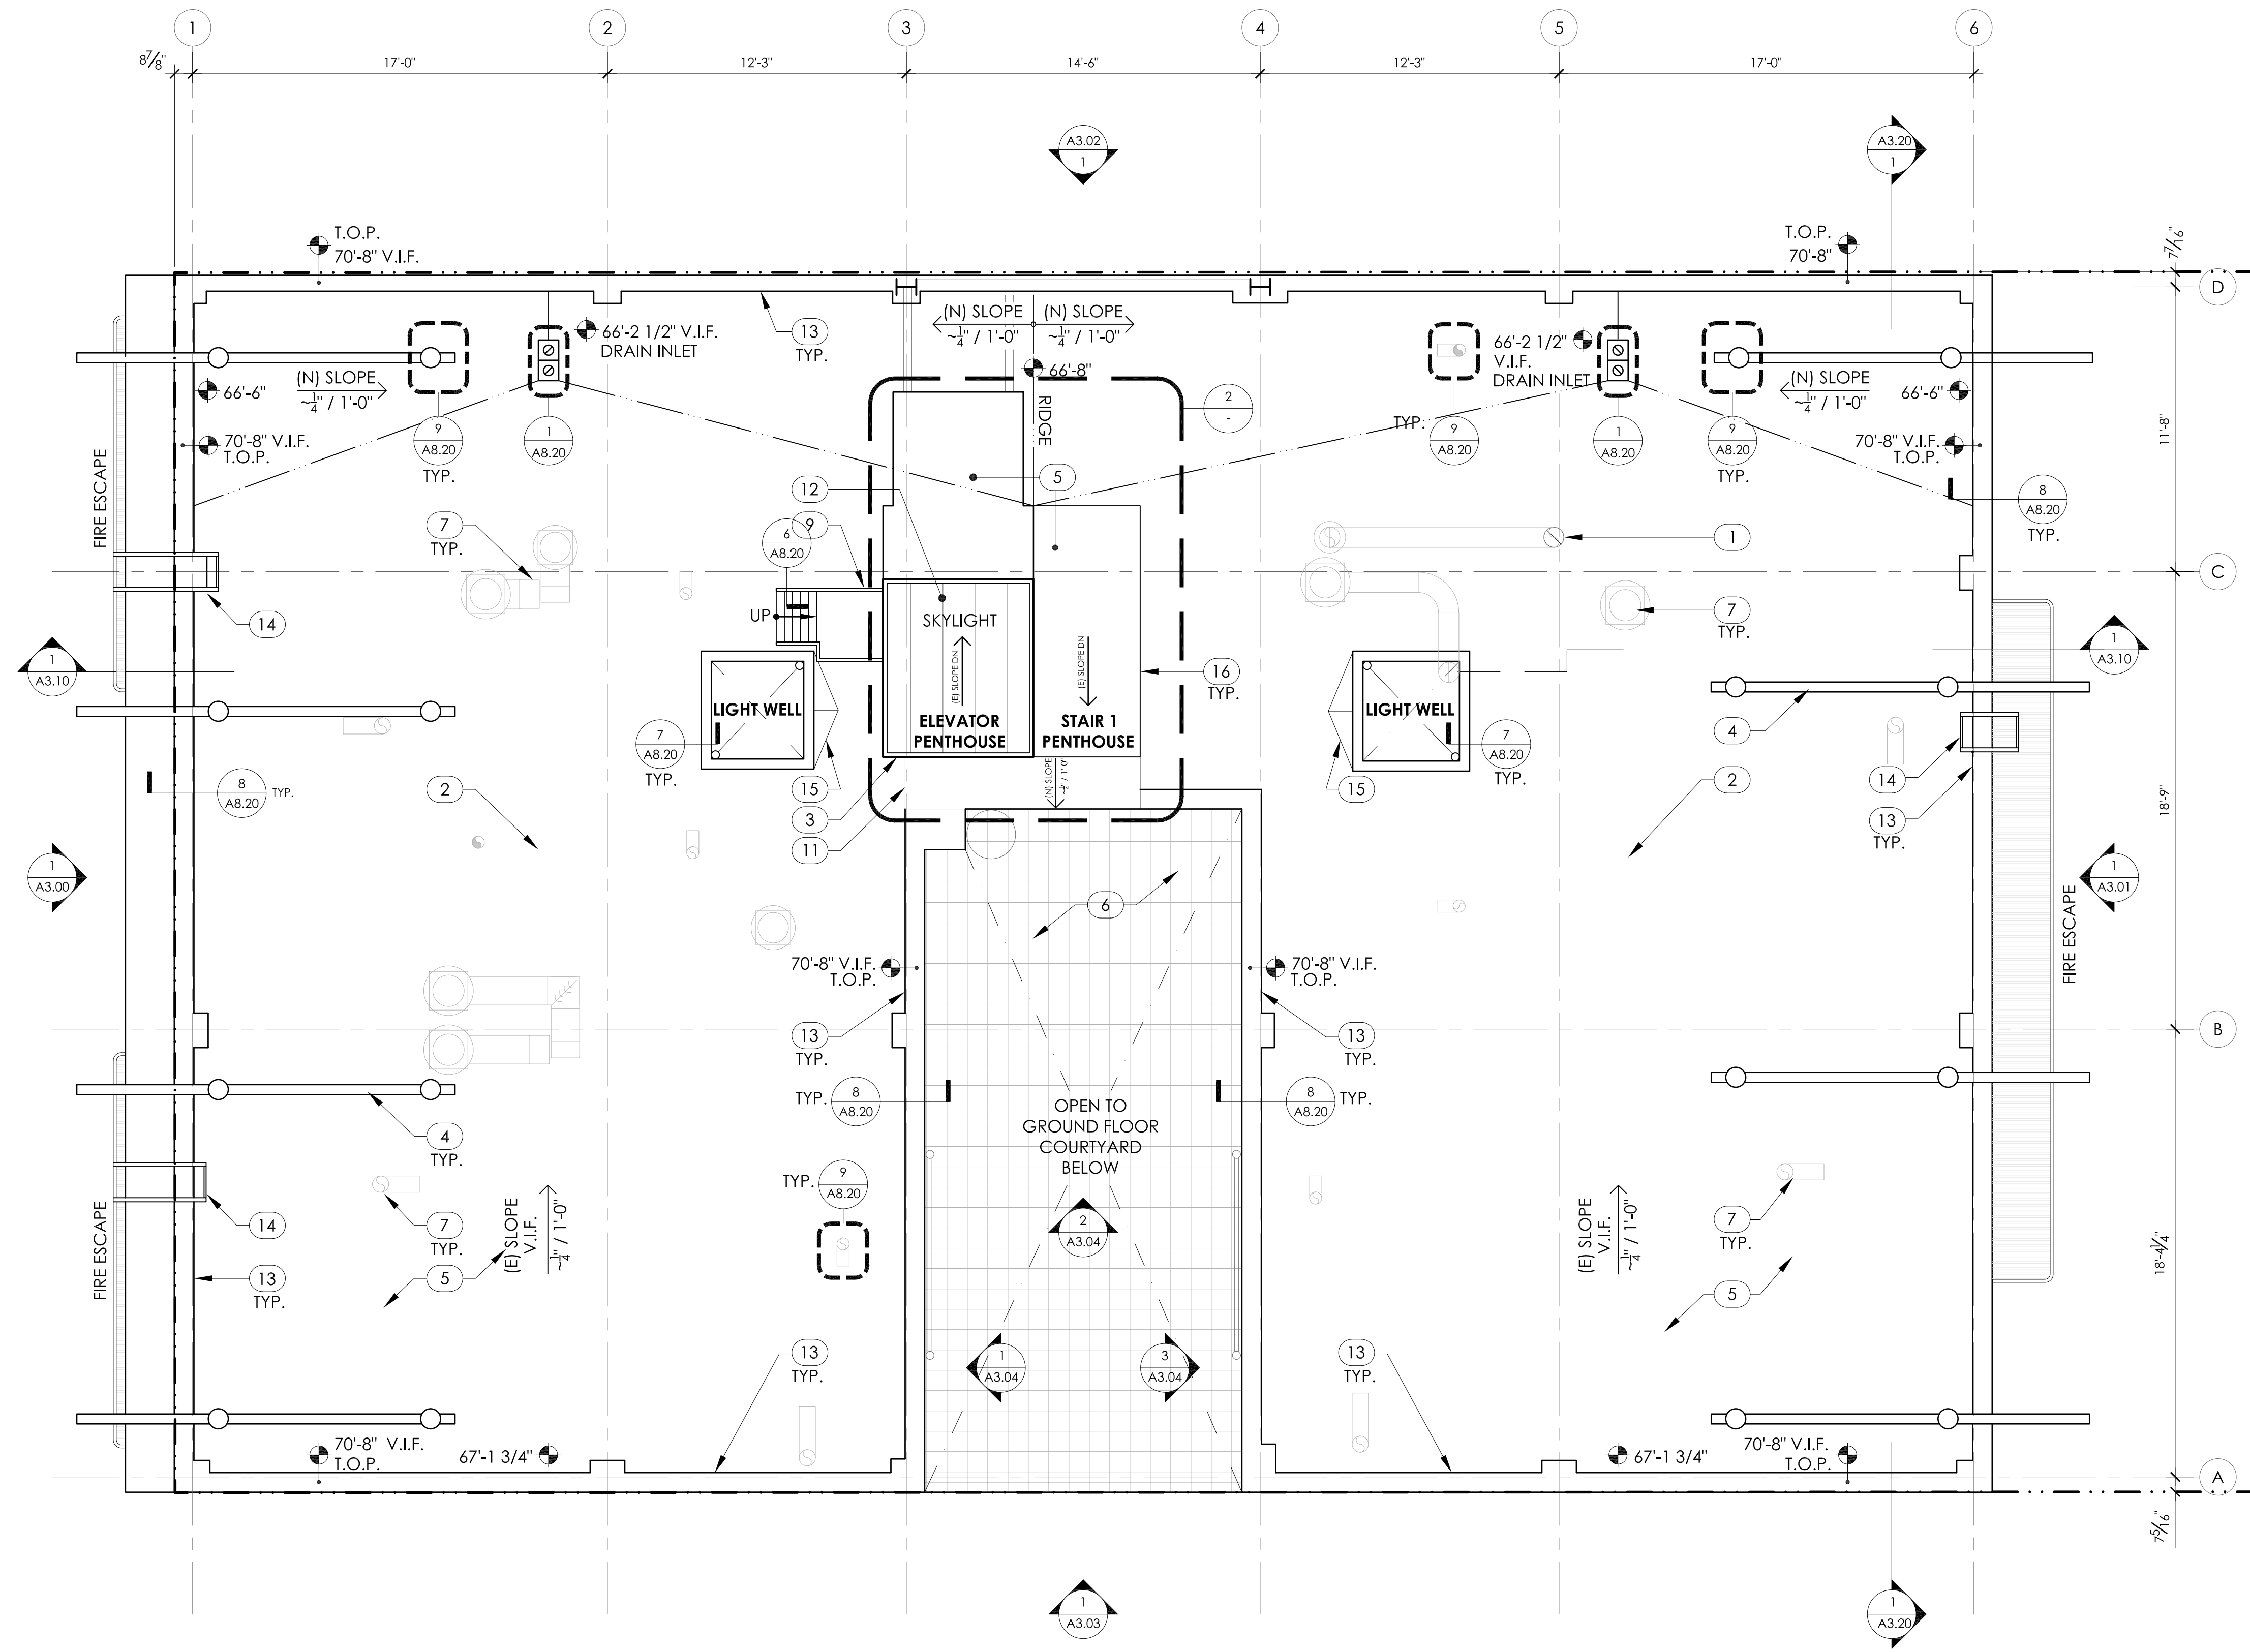 1
2
3
4
5
6
8 7/8"
17'-0"
12'-3"
14'-6"
12'-3"
17'-0"
A3.02
1
A3.20
1
T.O.P.
70'-8" V.I.F.
T.O.P.
70'-8"
7/16"
D
66'-2 1/2" V.I.F.
DRAIN INLET
13
TYP.
(N) SLOPE
~1/4" / 1'-0"
(N) SLOPE
~1/4" / 1'-0"
66'-8"
RIDGE
66'-2 1/2"
V.I.F.
DRAIN INLET
66'-6"
(N) SLOPE
~1/4" / 1'-0"
(N) SLOPE
~1/4" / 1'-0"
66'-6"
70'-8" V.I.F.
T.O.P.
9
A8.20
TYP.
1
A8.20
2
-
TYP.
9
A8.20
1
A8.20
9
A8.20
TYP.
70'-8" V.I.F.
T.O.P.
11'-8"
FIRE ESCAPE
7
TYP.
12
5
6
A8.20
9
1
8
A8.20
TYP.
C
14
UP
SKYLIGHT
(E) SLOPE DN
(E) SLOPE DN
7
TYP.
1
A3.10
1
A3.10
16
TYP.
LIGHT WELL
ELEVATOR
PENTHOUSE
STAIR 1
PENTHOUSE
LIGHT WELL
7
A8.20
TYP.
7
A8.20
TYP.
4
14
8
A8.20
TYP.
2
15
3
11
(N) SLOPE
~1/4" / 1'-0"
15
2
13
TYP.
18'-9"
1
A3.00
1
A3.01
6
FIRE ESCAPE
70'-8" V.I.F.
T.O.P.
70'-8" V.I.F.
T.O.P.
13
TYP.
13
TYP.
B
TYP.
8
A8.20
8
A8.20
TYP.
OPEN TO
GROUND FLOOR
COURTYARD
BELOW
4
TYP.
TYP.
9
A8.20
FIRE ESCAPE
14
7
TYP.
(E) SLOPE
V.I.F.
~1/4" / 1'-0"
2
A3.04
(E) SLOPE
V.I.F.
~1/4" / 1'-0"
7
TYP.
18'-4 1/4"
13
TYP.
5
5
13
TYP.
1
A3.04
3
A3.04
13
TYP.
70'-8" V.I.F.
T.O.P.
67'-1 3/4"
67'-1 3/4"
70'-8" V.I.F.
T.O.P.
A
7 5/16"
1
A3.03
1
A3.20